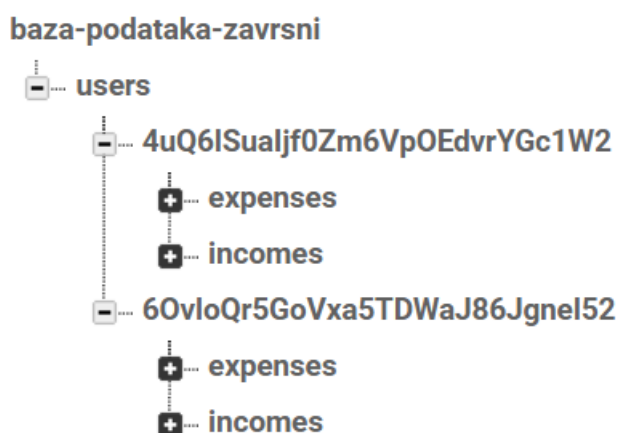 baza-podataka-zavrsni
users
4uQ6lSualjf0Zm6VpOEdvrYGc1W2
expenses
incomes
6OvloQr5GoVxa5TDWaJ86Jgnel52
expenses
incomes